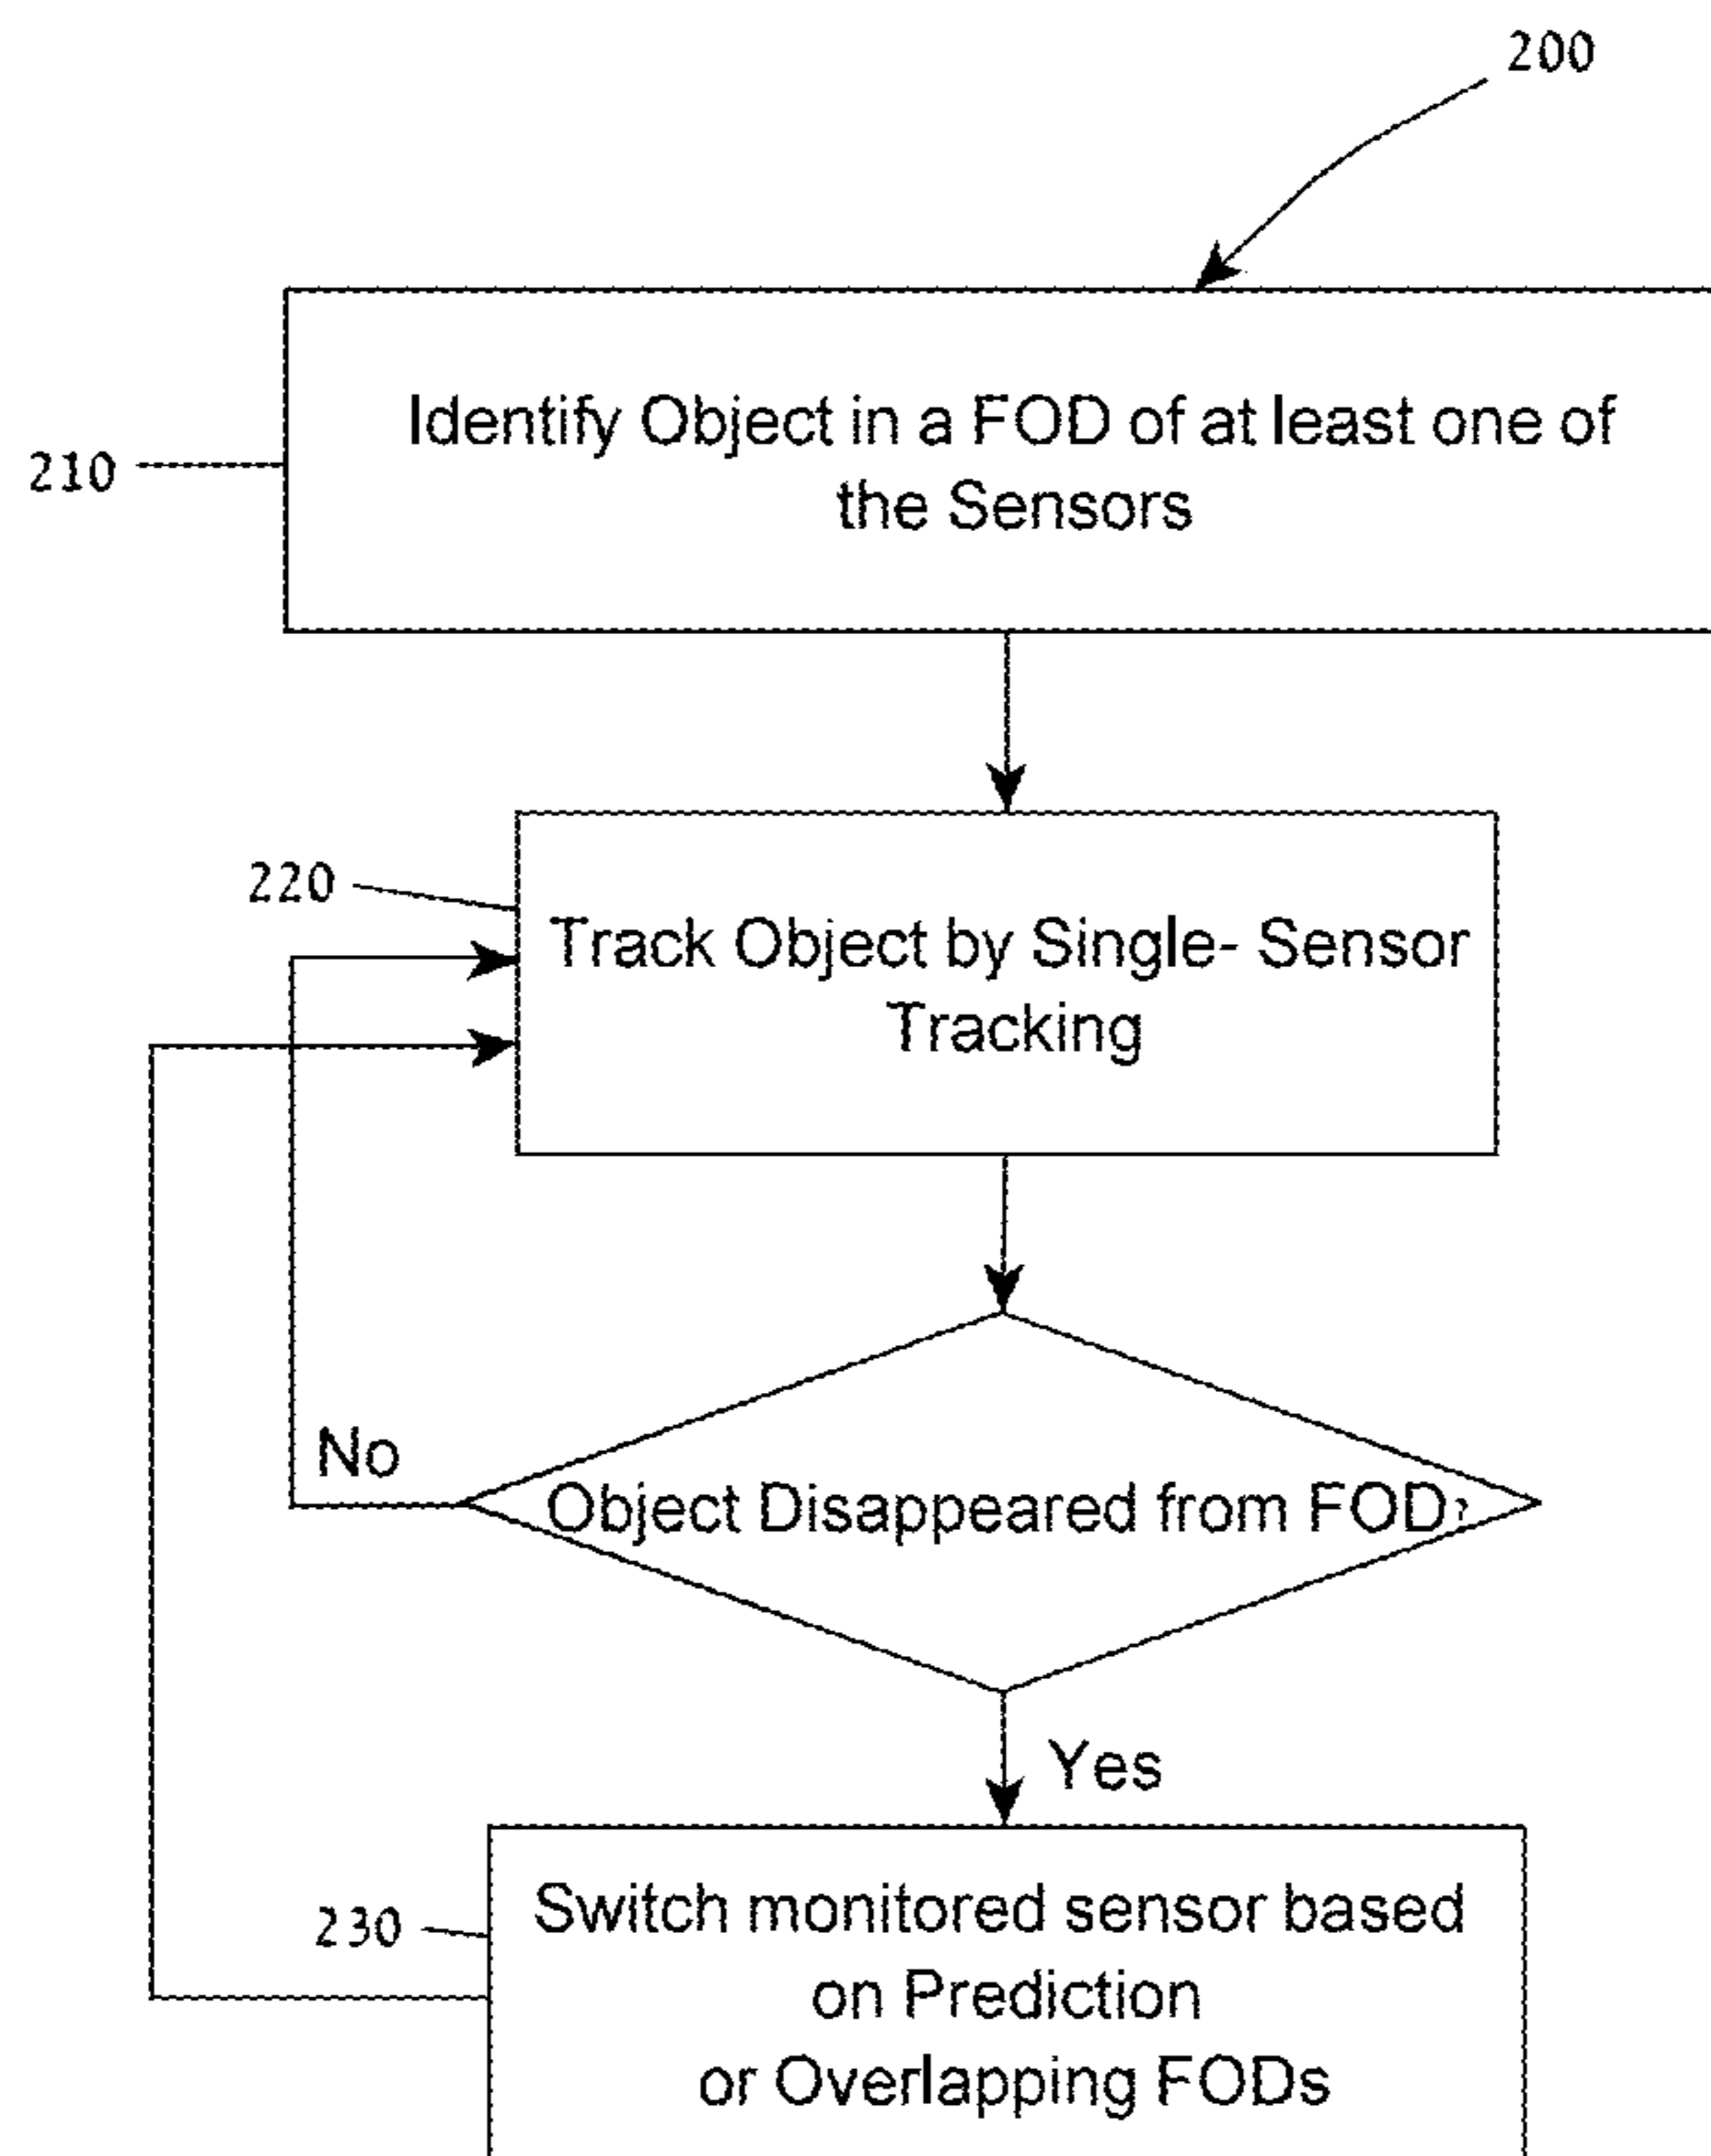 200
Identify Object in a FOD of at least one of
the Sensors
210
220
Track Object by Single- Sensor
Tracking
No
Object Disappeared from FOD?
Yes
230
Switch monitored sensor based
on Prediction
or Overlapping FODs